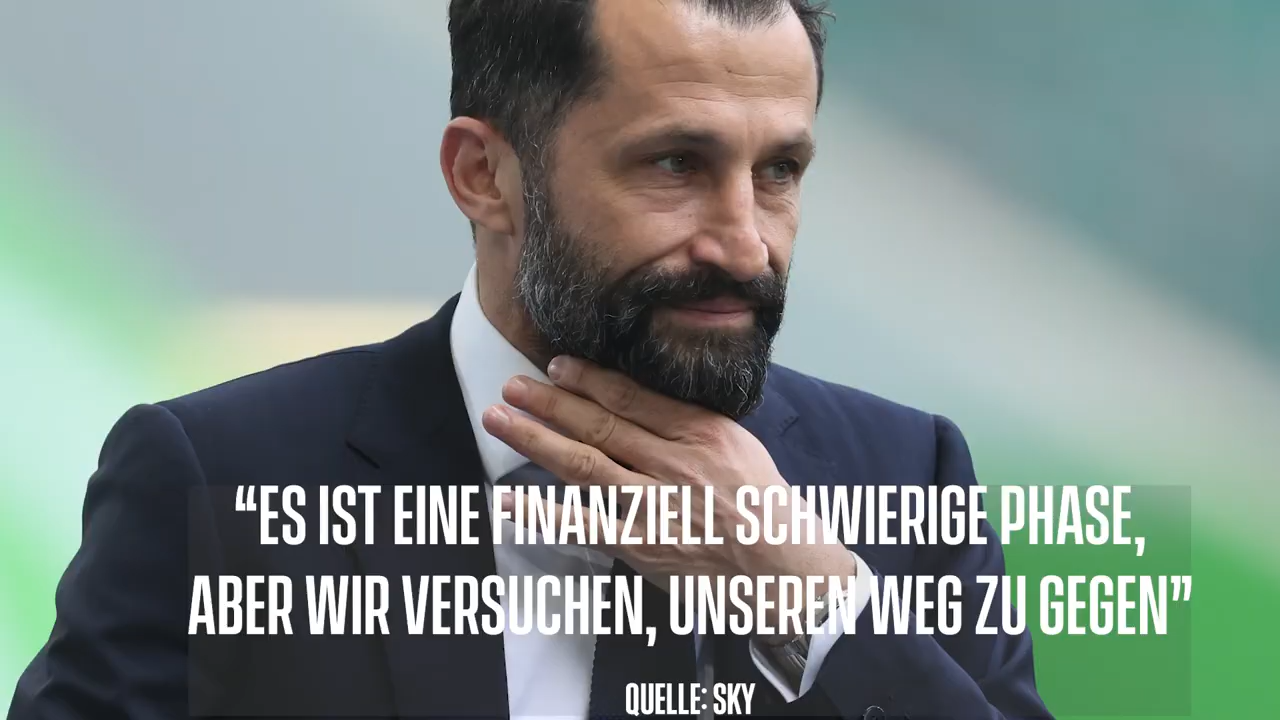 “ES IST EINE FINANZIELL SCHWIERIGE PHASE,
ABER WIR VERSUCHEN, UNSEREN WEG ZU GEGEN”
QUELLE: SKY